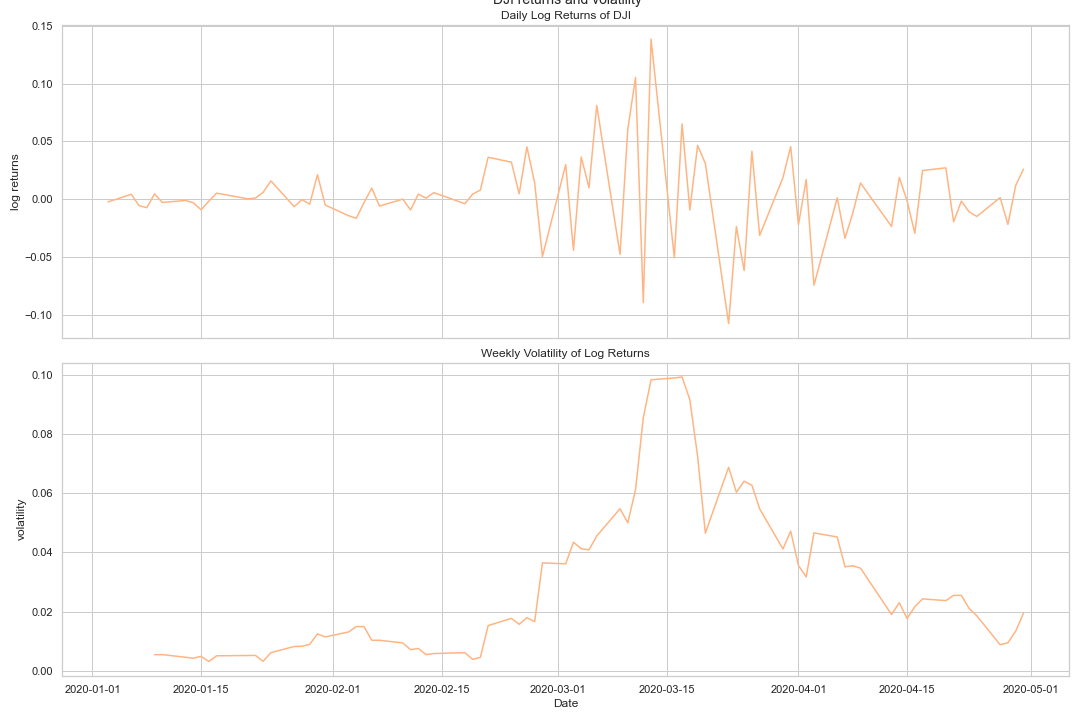 DJI returns and volatility
Daily Log Returns of DJI
0.15
0.10
0.05
0.00
−0.05
−0.10
log returns
Weekly Volatility of Log Returns
0.10
0.08
0.06
0.04
0.02
0.00
volatility
2020-01-01 2020-01-15 2020-02-01 2020-02-15 2020-03-01 2020-03-15 2020-04-01 2020-04-15 2020-05-01
Date